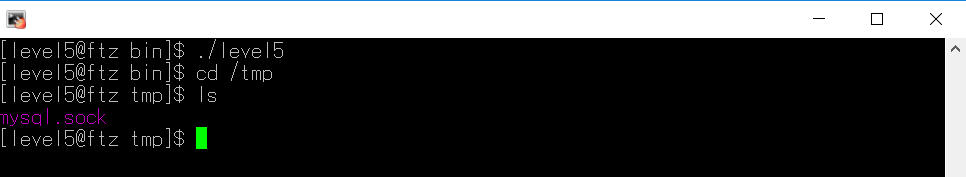 [level5@ftz bin]$ ./level5
[level5@ftz bin]$ cd /tmp
[level5@ftz tmp]$ ls
mysql.sock
[level5@ftz tmp]$